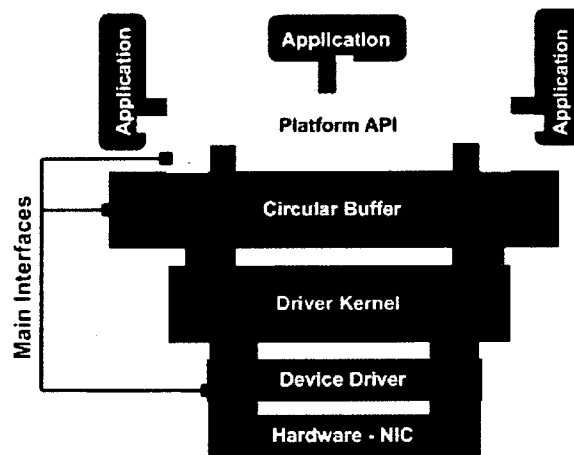 Application
Application
Application
Platform API
Circular Buffer
Main Interfaces
Driver Kernel
Device Driver
Hardware - NIC